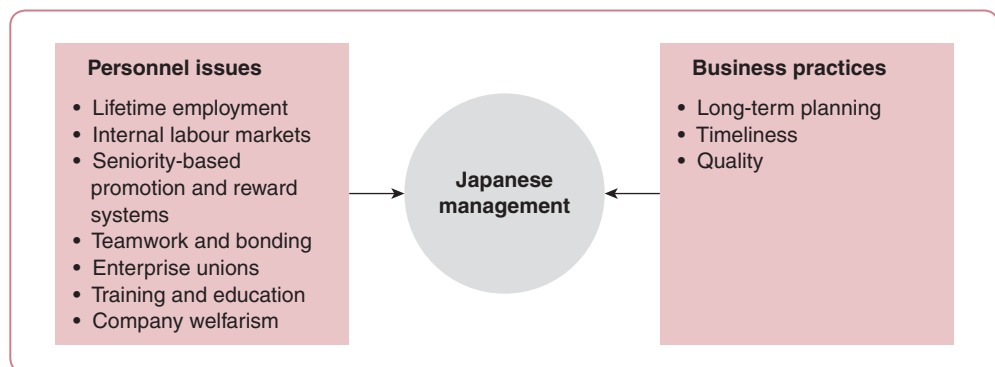 Personnel issues
• Lifetime employment
• Internal labour markets
• Seniority-based
promotion and reward
systems
• Teamwork and bonding
• Enterprise unions
• Training and education
• Company welfarism
Japanese
management
Business practices
• Long-term planning
• Timeliness
• Quality